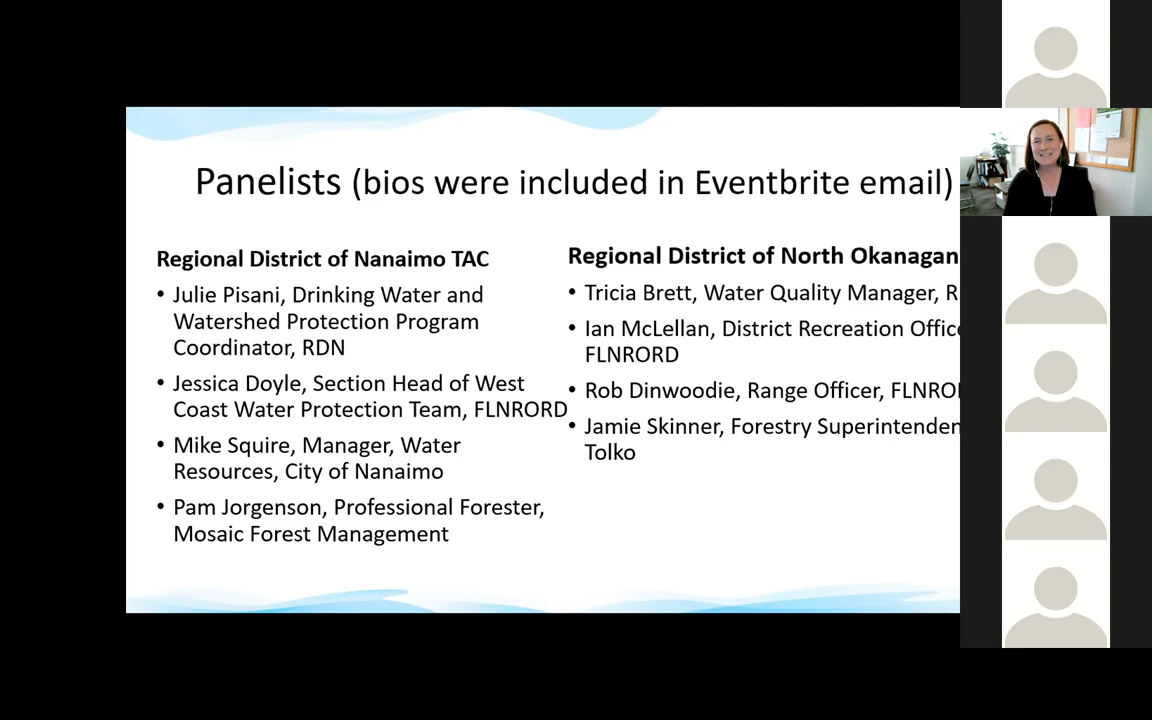 Panelists (bios were included in Eventbrite email)
Regional District of Nanaimo TAC
• Julie Pisani, Drinking Water and
Watershed Protection Program
Coordinator, RDN
• Jessica Doyle, Section Head of West
Coast Water Protection Team, FLNRORD
• Mike Squire, Manager, Water
Resources, City of Nanaimo
• Pam Jorgenson, Professional Forester,
Mosaic Forest Management
Regional District of North Okanagan
• Tricia Brett, Water Quality Manager,
• Ian McLellan, District Recreation
FLNRORD
• Rob Dinwoodie, Range Officer,
• Jamie Skinner, Forestry
Tolko